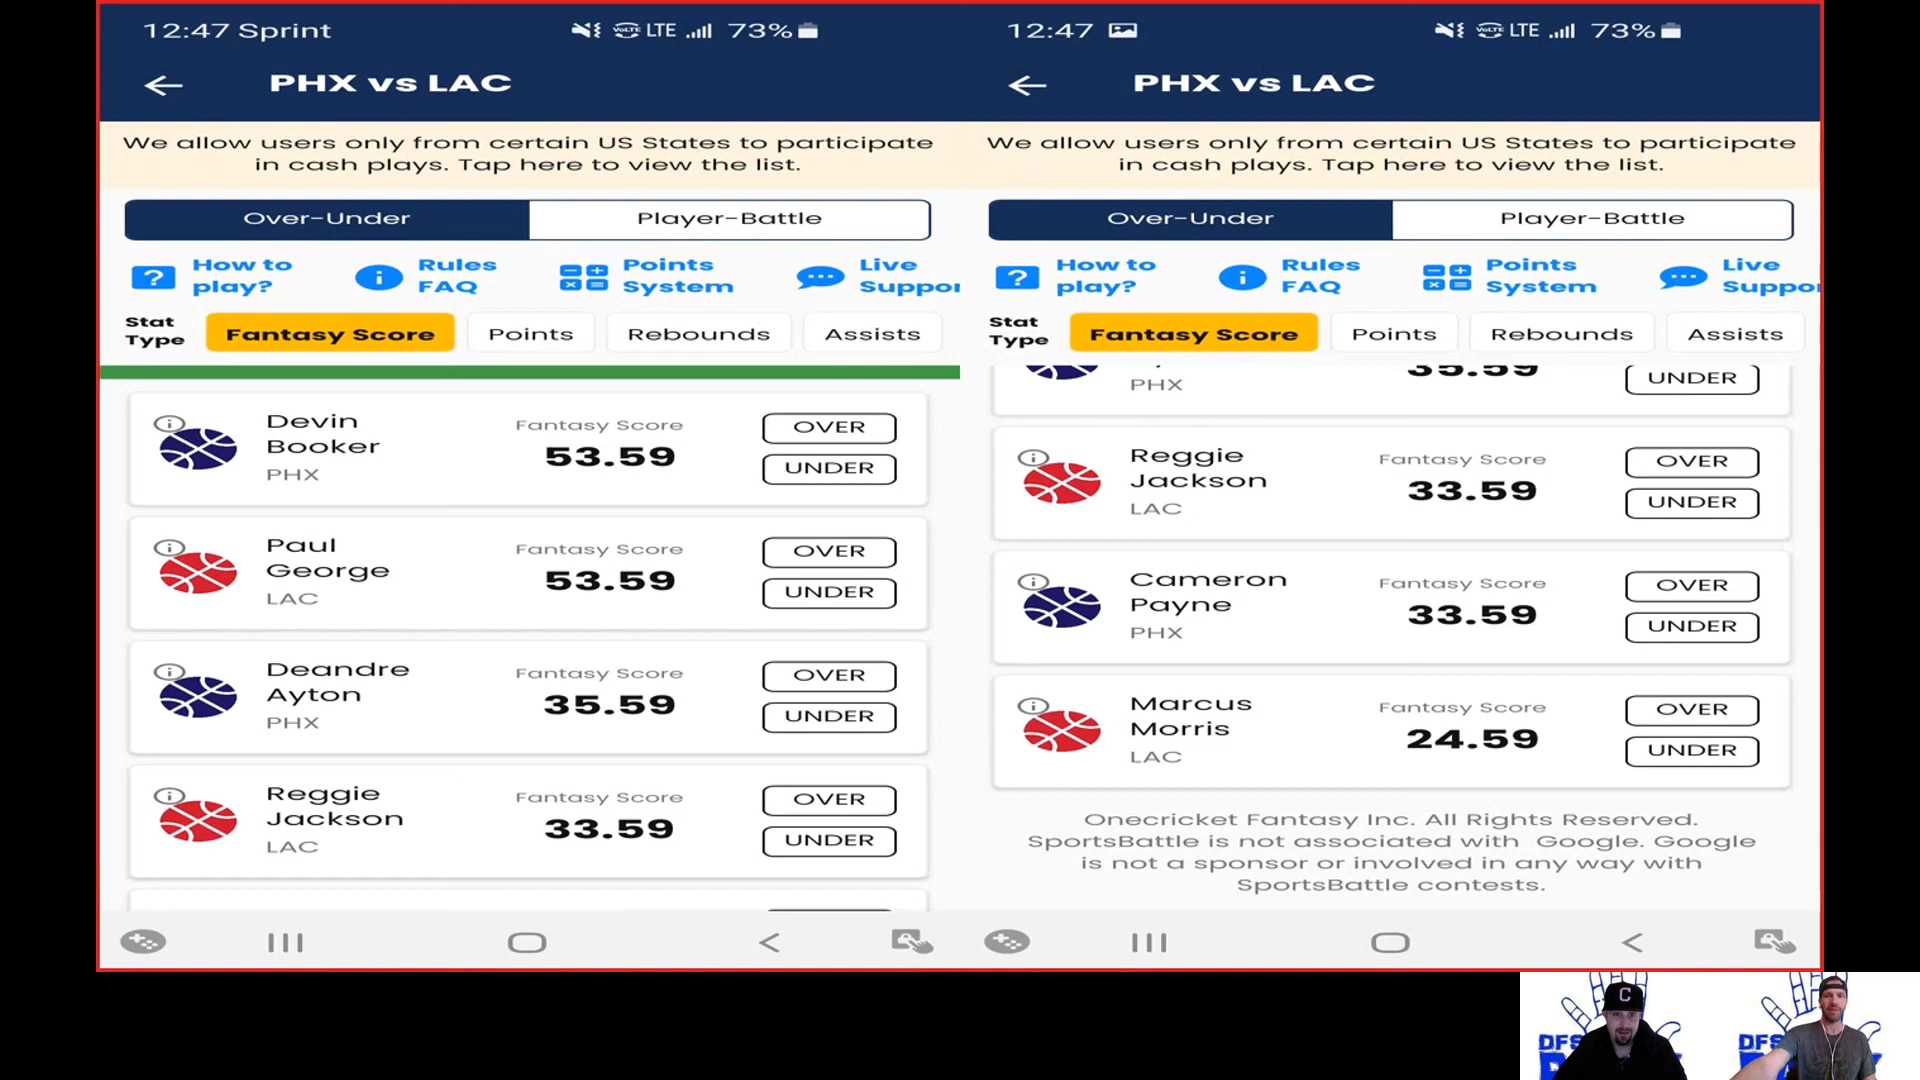 12:47 Sprint
LTE
73%
PHX vs LAC
We allow users only from certain US States to participate
in cash plays. Tap here to view the list.
Over-Under
Player-Battle
How to
play?
Rules
FAQ
Points
System
Live
Suppor
Stat
Type
Fantasy Score
Points
Rebounds
Assists
Devin
Booker
PHX
Fantasy Score
53.59
OVER
UNDER
Paul
George
LAC
Fantasy Score
53.59
OVER
UNDER
Deandre
Ayton
PHX
Fantasy Score
35.59
OVER
UNDER
Reggie
Jackson
LAC
Fantasy Score
33.59
OVER
UNDER
12:47
LTE
73%
PHX vs LAC
We allow users only from certain US States to participate
in cash plays. Tap here to view the list.
Over-Under
Player-Battle
How to
play?
Rules
FAQ
Points
System
Live
Suppor
Stat
Type
Fantasy Score
Points
Rebounds
Assists
PHX
35.59
UNDER
Reggie
Jackson
LAC
Fantasy Score
33.59
OVER
UNDER
Cameron
Payne
PHX
Fantasy Score
33.59
OVER
UNDER
Marcus
Morris
LAC
Fantasy Score
24.59
OVER
UNDER
Onecricket Fantasy Inc. All Rights Reserved.
SportsBattle is not associated with Google. Google
is not a sponsor or involved in any way with
SportsBattle contests.
C
DFS
DFS